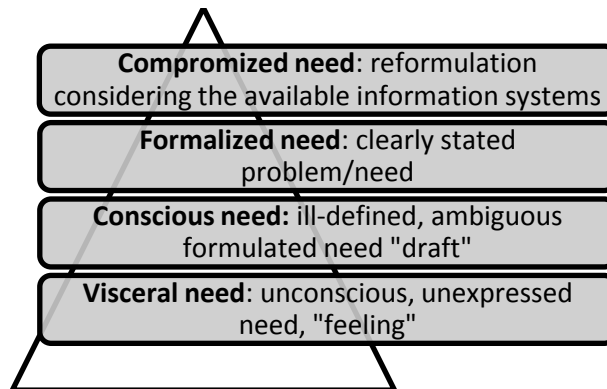 Compromized need: reformulation
considering the available information systems
Formalized need: clearly stated
problem/need
Conscious need: ill-defined, ambiguous
formulated need "draft"
Visceral need: unconscious, unexpressed
need, "feeling"